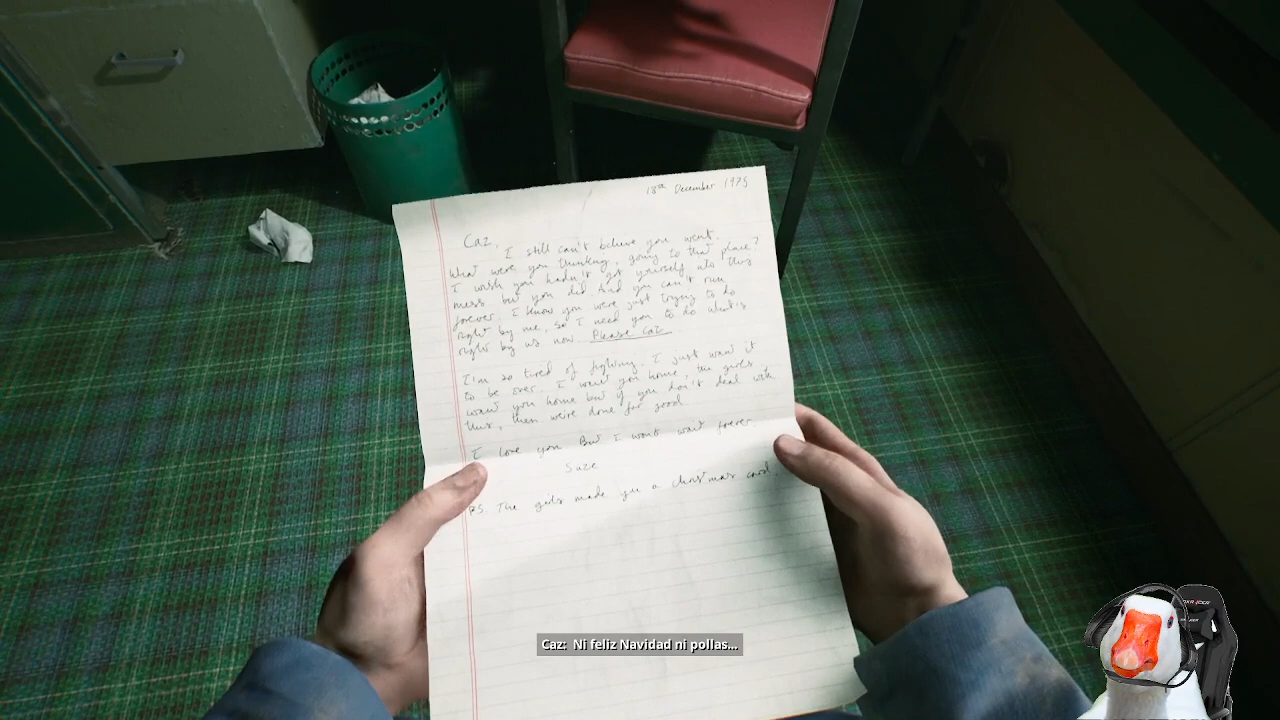 13th December 1975
Caz,
I still can't believe you went.
What were you thinking, going to that place?
I wish you hadn't got yourself into this
mess but you did. And you can't run
forever. I know you were just trying to do
right by me, so I need you to do what's
right by us now. Please Caz.
I'm so tired of fighting. I just want it
to be over. I want you home, the girls
want you home but if you don't deal with
this, then we're done for good.
I love you. But I won't wait forever.
Suze
P.S. The girls made you a christmas card.
Caz: Ni feliz Navidad ni pollas...